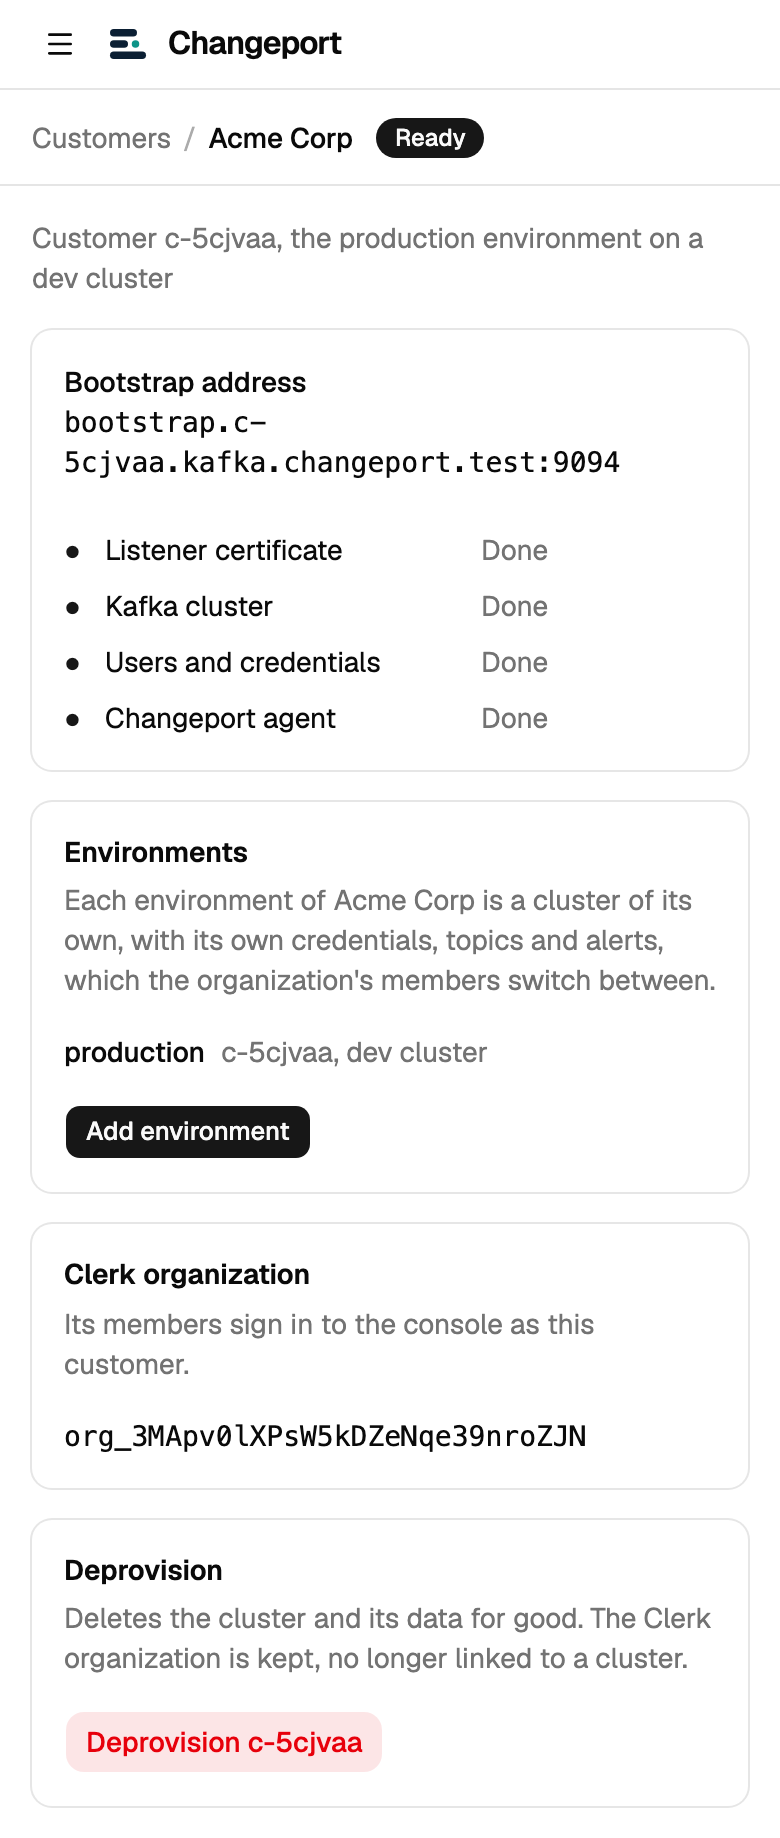 Changeport
Customers / Acme Corp Ready
Customer c-5cjvaa, the production environment on a
dev cluster
Bootstrap address
bootstrap.c-
5cjvaa.kafka.changeport.test:9094
Listener certificate Done
Kafka cluster Done
Users and credentials Done
Changeport agent Done
Environments
Each environment of Acme Corp is a cluster of its
own, with its own credentials, topics and alerts,
which the organization's members switch between.
production c-5cjvaa, dev cluster
Add environment
Clerk organization
Its members sign in to the console as this
customer.
org_3MApv0lXPsW5kDZeNqe39nroZJN
Deprovision
Deletes the cluster and its data for good. The Clerk
organization is kept, no longer linked to a cluster.
Deprovision c-5cjvaa